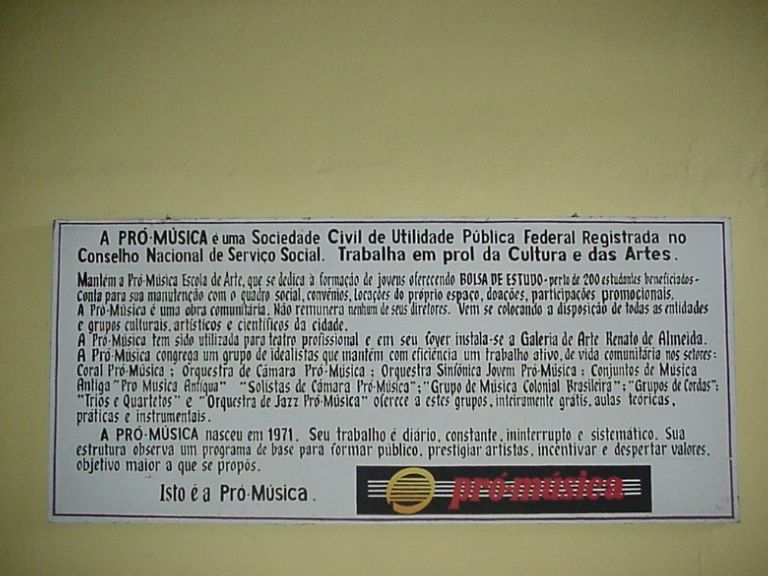 A PRÓ-MÚSICA é uma Sociedade Civil de Utilidade Pública Federal Registrada no
Conselho Nacional de Serviço Social. Trabalha em prol da Cultura e das Artes.
Mantém a Pró-Música Escola de Arte, que se dedica à formação de jovens oferecendo BOLSA DE ESTUDO - perto de 200 estudantes beneficiados -
Conta para sua manutenção com o quadro social, convênios, locações do próprio espaço, doações, participações promocionais.
A Pró-Música é uma obra comunitária. Não remunera nenhum de seus diretores. Vem se colocando a disposição de todas as entidades
e grupos culturais, artísticos e científicos da cidade.
A Pró-Música tem sido utilizada para teatro profissional e em seu foyer instala-se a Galeria de Arte Renato de Almeida.
A Pró-Música congrega um grupo de idealistas que mantém com eficiência um trabalho ativo, de vida comunitária nos setores:
Coral Pró-Música ; Orquestra de Câmara Pró-Música ; Orquestra Sinfônica Jovem Pró-Música ; Conjuntos de Música
Antiga "Pro Musica Antiqua" "Solistas de Câmara Pró-Música"; "Grupo de Música Colonial Brasileira"; "Grupos de Cordas";
"Trios e Quartetos" e "Orquestra de Jazz Pró-Música" oferece a estes grupos, inteiramente grátis, aulas teóricas,
práticas e instrumentais.
A PRÓ-MÚSICA nasceu em 1971. Seu trabalho é diário, constante, ininterrupto e sistemático. Sua
estrutura observa um programa de base para formar público, prestigiar artistas, incentivar e despertar valores,
objetivo maior a que se propôs.
Isto é a Pró-Música.
pró-música